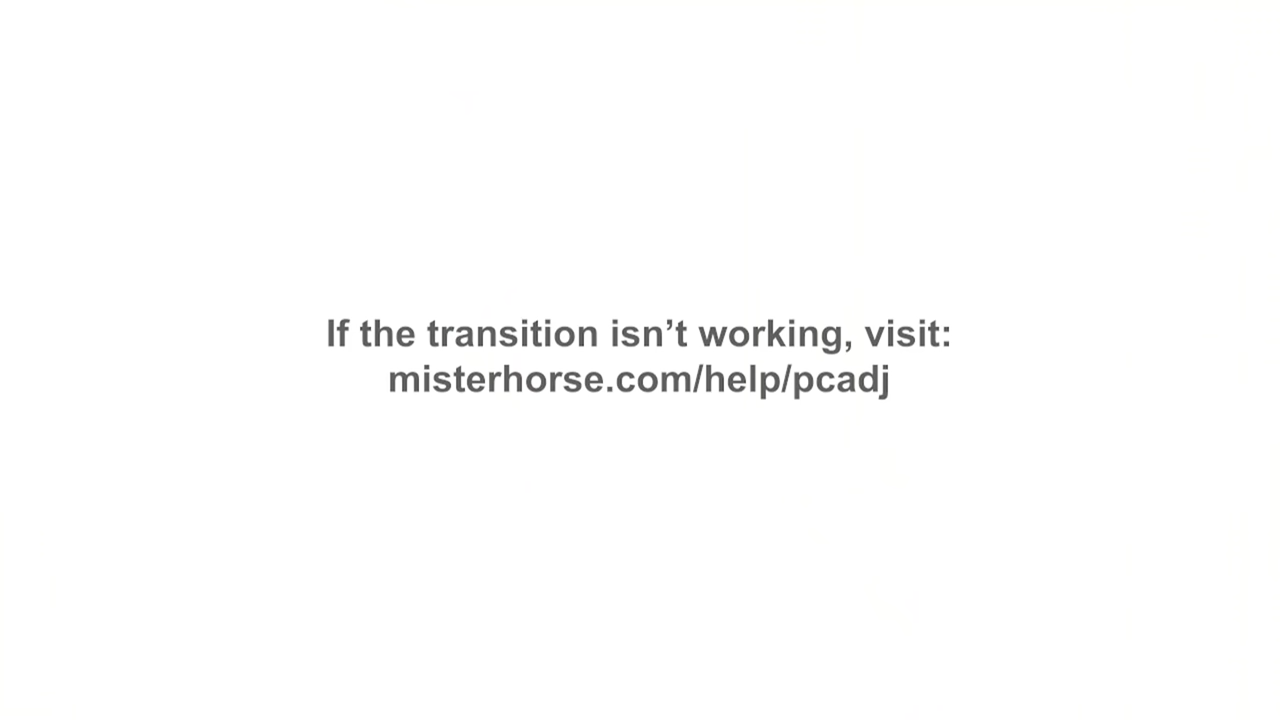 If the transition isn’t working, visit:
misterhorse.com/help/pcadj